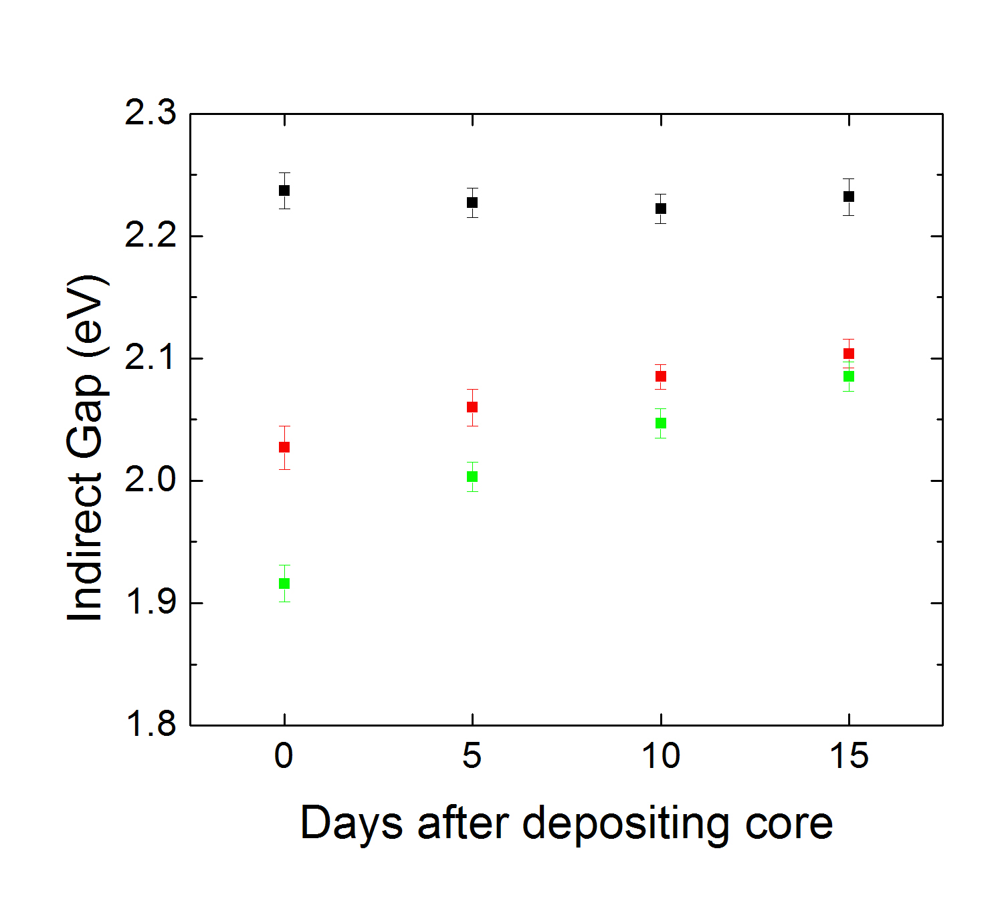 2.3
2.2
2.1
2.0
1.9
1.8
Indirect Gap (eV)
0 5 10 15
Days after depositing core